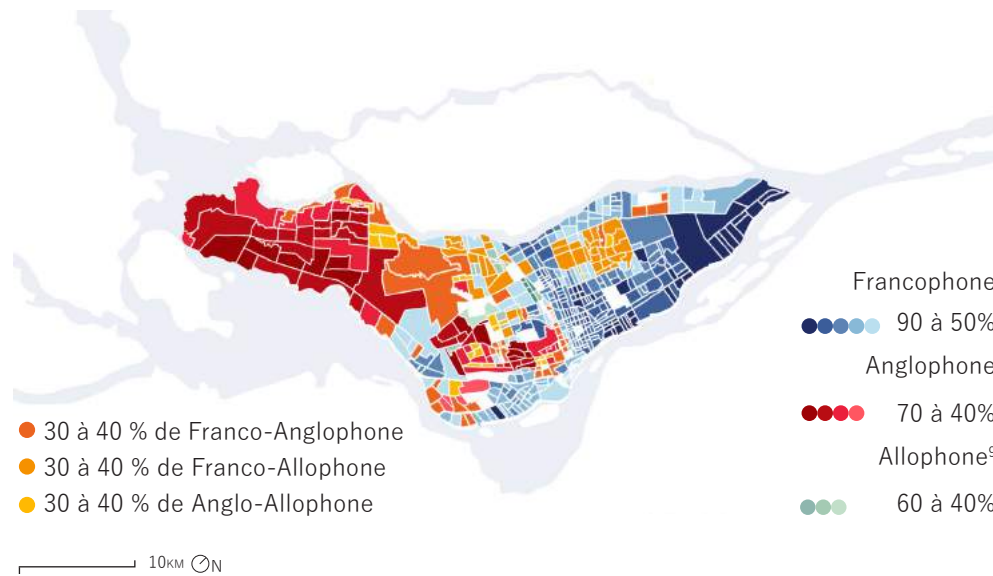 Francophone
90 à 50%
Anglophone
70 à 40%
Allophone⁹
60 à 40%
30 à 40 % de Franco-Anglophone
30 à 40 % de Franco-Allophone
30 à 40 % de Anglo-Allophone
10KM N